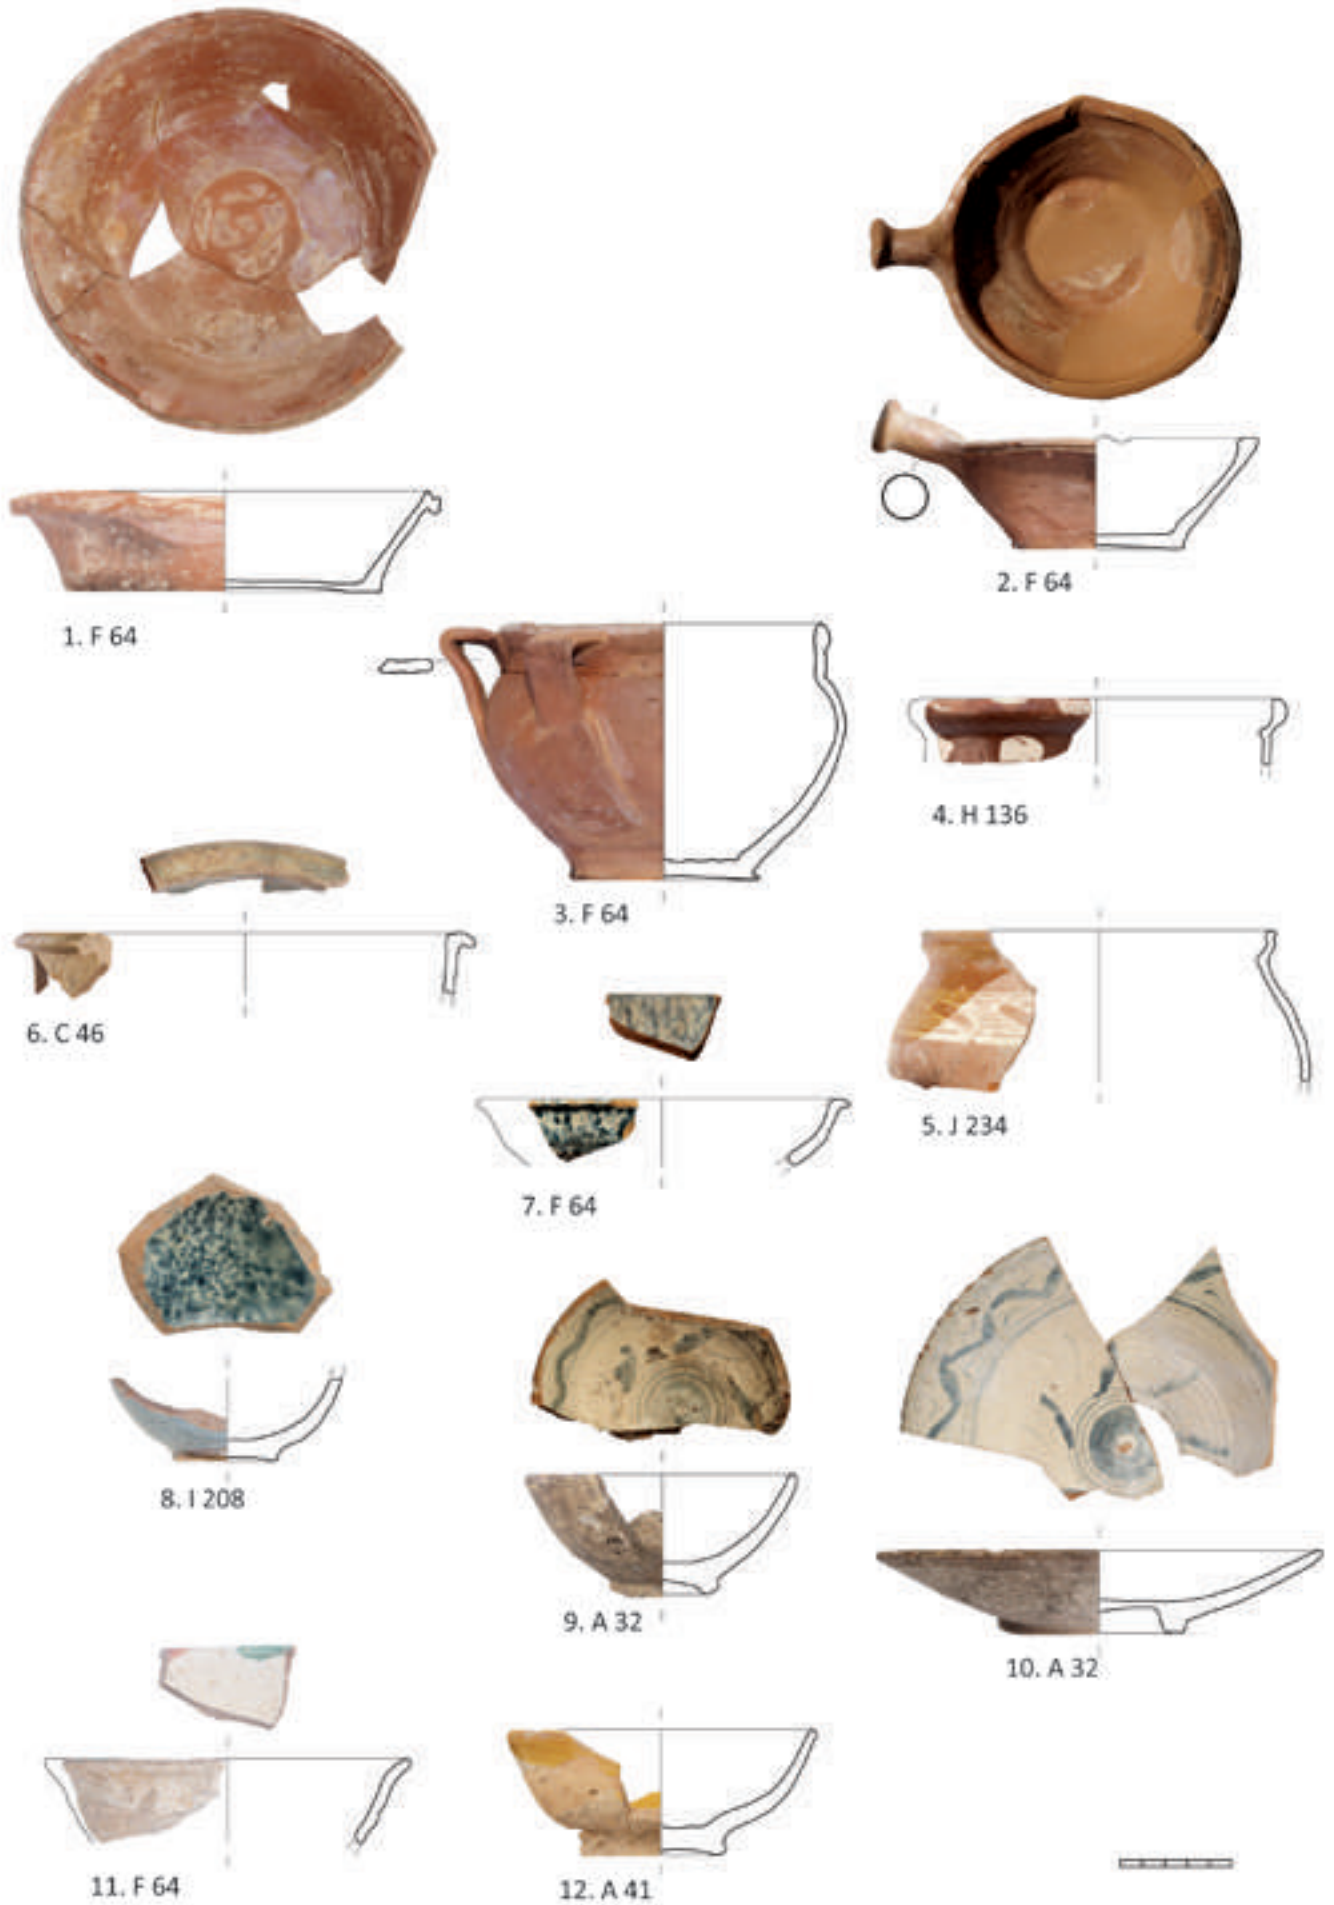 1. F 64
2. F 64
3. F 64
4. H 136
5. J 234
6. C 46
7. F 64
8. I 208
9. A 32
10. A 32
11. F 64
12. A 41